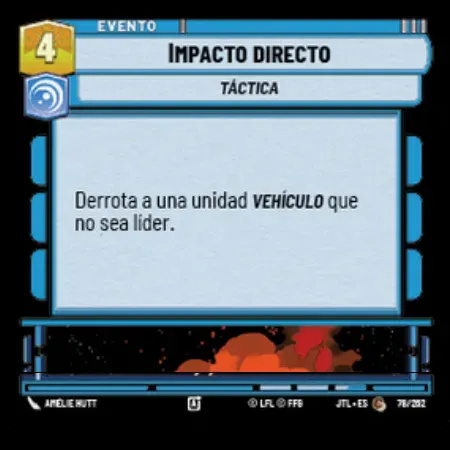 EVENTO
4
IMPACTO DIRECTO
TÁCTICA
Derrota a una unidad VEHÍCULO que
no sea líder.
AMÉLIE HUTT
© LFL © FFG
JTL • ES
78/262